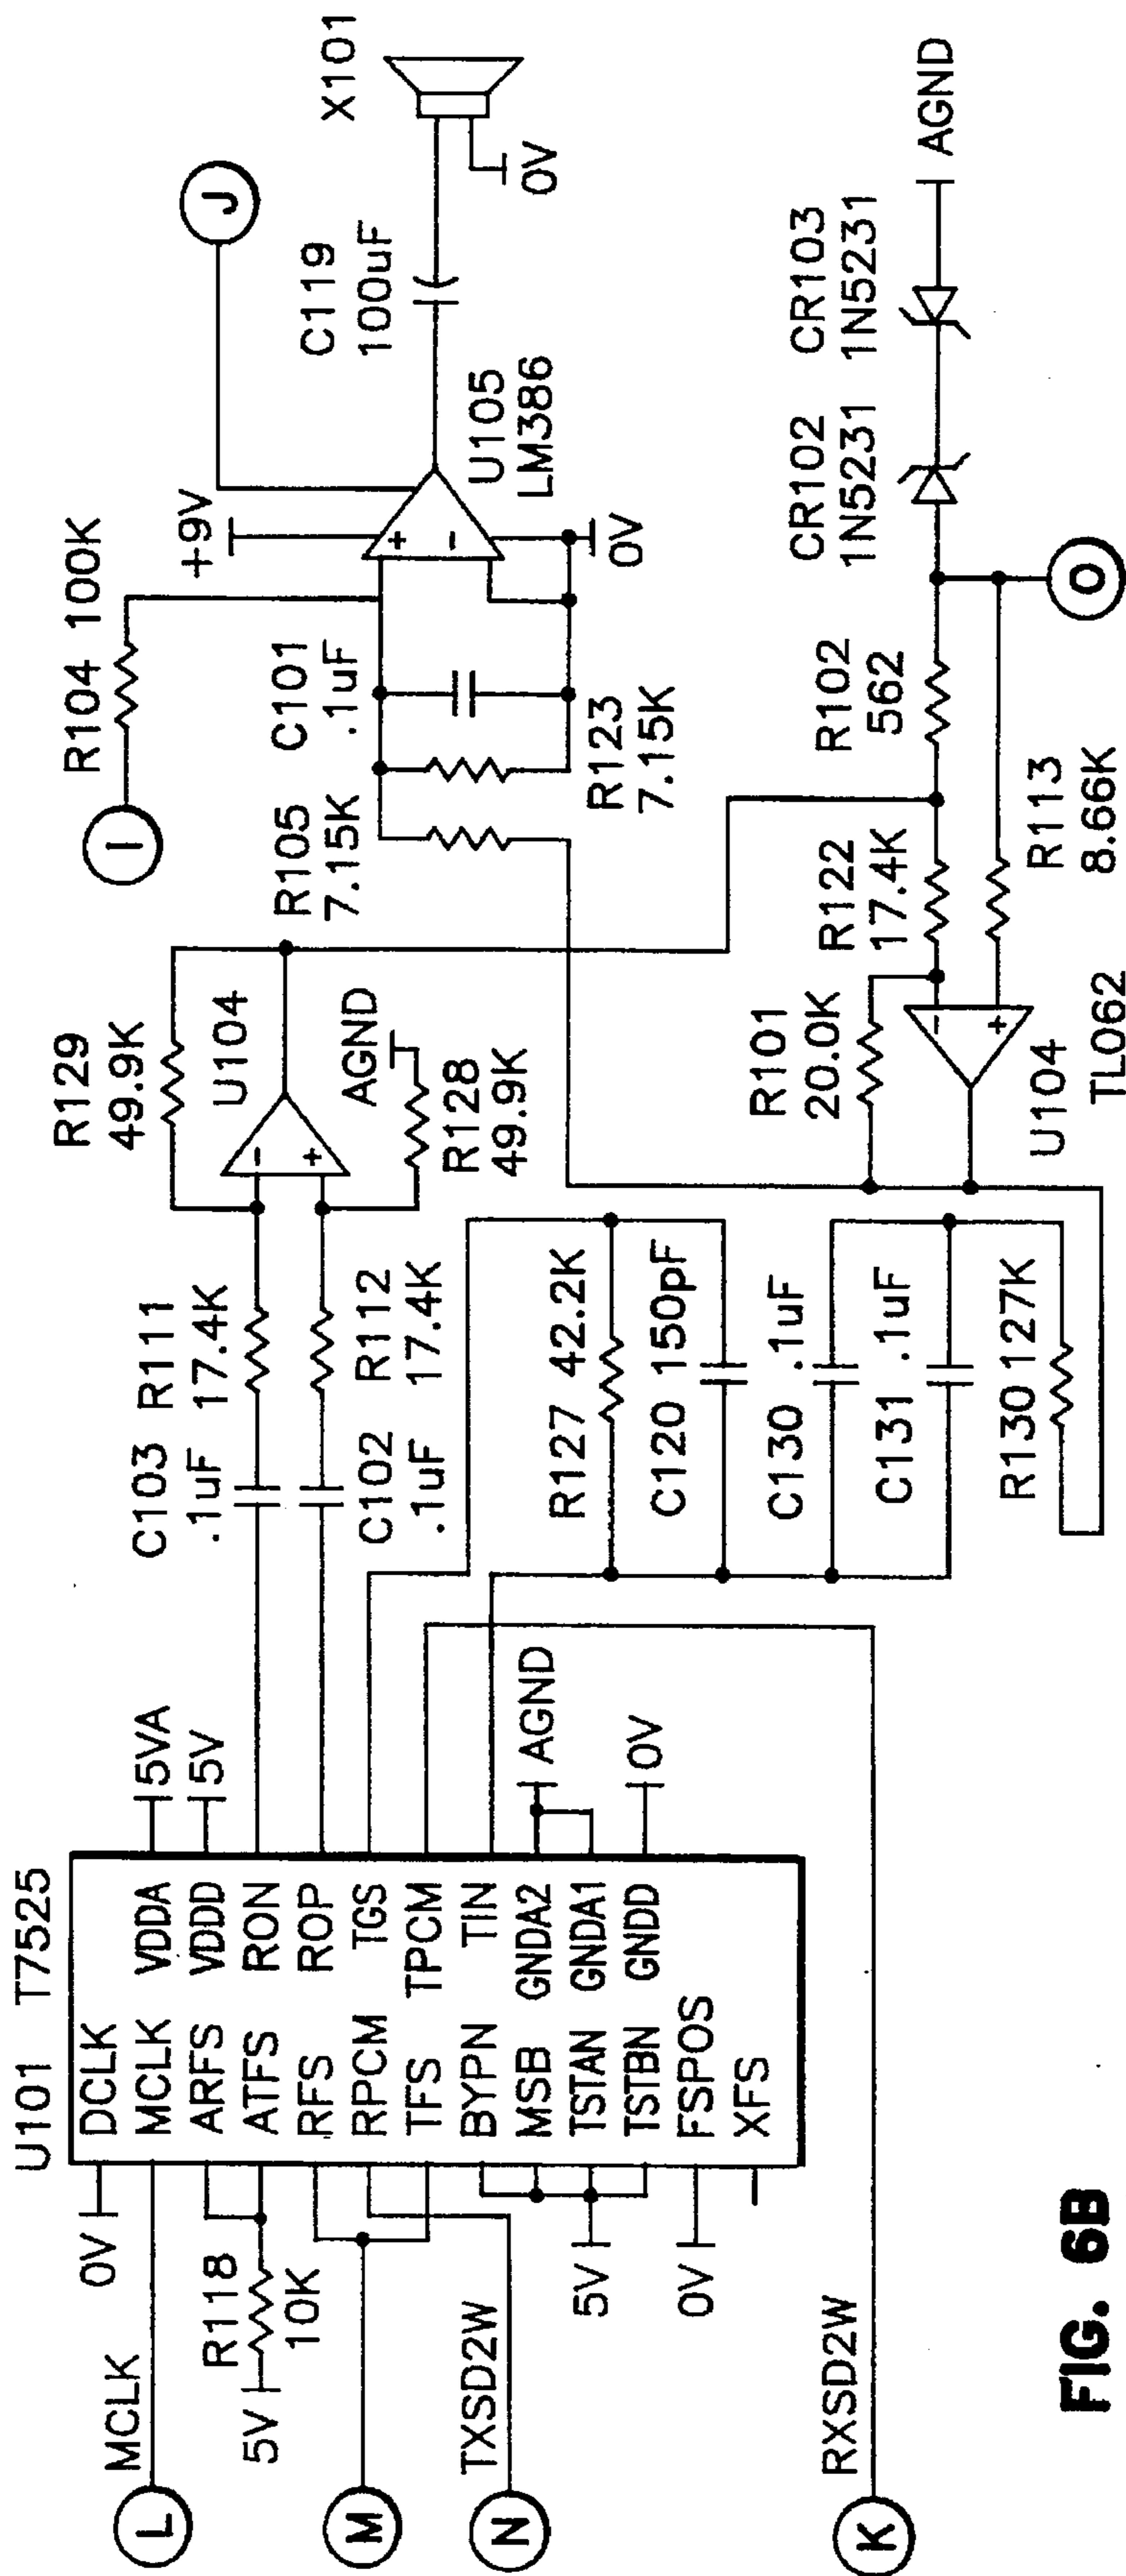 U101 T7525
DCLK
MCLK VDDA
ARFS VDDD
ATFS RON
RFS ROP
RPCM TGS
TFS TPCM
BYPN TIN
MSB GNDA2
TSTAN GNDA1
TSTBN GNDD
FSPOS
XFS
0V
MCLK
L
R118
10K
5V
M
TXSD2W
N
5V
0V
RXSD2W
K
5VA
5V
AGND
0V
C103
.1uF
R111
17.4K
C102
.1uF
R112
17.4K
R129
49.9K
U104
-
+
AGND
R128
49.9K
R127 42.2K
C120 150pF
C130 .1uF
C131 .1uF
R130 127K
I
R104 100K
R105
7.15K
C101
.1uF
R123
7.15K
+9V
+
-
0V
U105
LM386
J
C119
100uF
X101
0V
R101
20.0K
R122
17.4K
R102
562
-
+
U104
TL062
R113
8.66K
O
CR102
1N5231
CR103
1N5231
AGND
FIG. 6B